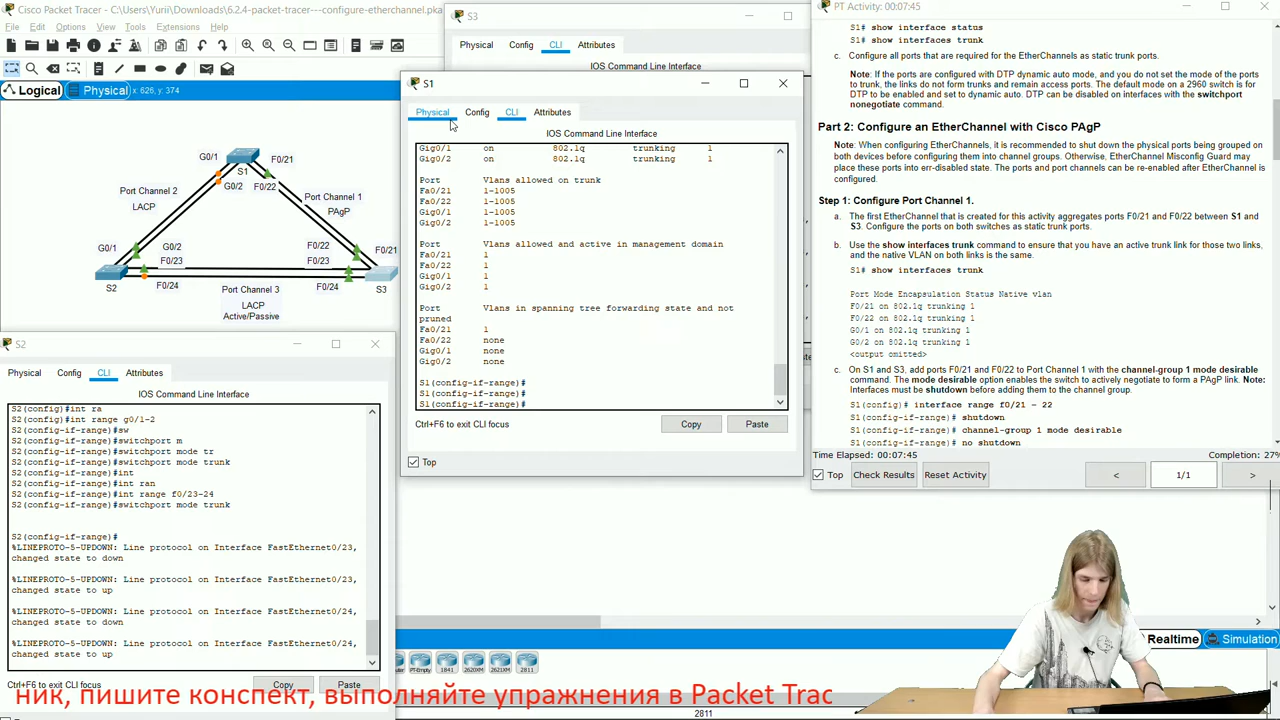 Cisco Packet Tracer - C:\Users\Yurii\Downloads\6.2.4-packet-tracer---configure-etherchannel.pka
File Edit Options View Tools Extensions Help
Logical Physical x: 626, y: 374
G0/1
F0/21
S1
G0/2
F0/22
Port Channel 2
LACP
Port Channel 1
PAgP
G0/1
G0/2
F0/23
F0/22
F0/23
F0/21
S2
F0/24
Port Channel 3
F0/24
S3
LACP
Active/Passive
S3
Physical Config CLI Attributes
IOS Command Line Interface
S1
Physical Config CLI Attributes
IOS Command Line Interface
Gig0/1 on 802.1q trunking 1
Gig0/2 on 802.1q trunking 1
Port Vlans allowed on trunk
Fa0/21 1-1005
Fa0/22 1-1005
Gig0/1 1-1005
Gig0/2 1-1005
Port Vlans allowed and active in management domain
Fa0/21 1
Fa0/22 1
Gig0/1 1
Gig0/2 1
Port Vlans in spanning tree forwarding state and not
pruned
Fa0/21 1
Fa0/22 none
Gig0/1 none
Gig0/2 none
S1(config-if-range)#
S1(config-if-range)#
S1(config-if-range)#
Ctrl+F6 to exit CLI focus
Copy
Paste
Top
S2
Physical Config CLI Attributes
IOS Command Line Interface
S2(config)#int ra
S2(config)#int range g0/1-2
S2(config-if-range)#sw
S2(config-if-range)#switchport m
S2(config-if-range)#switchport mode tr
S2(config-if-range)#switchport mode trunk
S2(config-if-range)#int
S2(config-if-range)#int ran
S2(config-if-range)#int range f0/23-24
S2(config-if-range)#switchport mode trunk
S2(config-if-range)#
%LINEPROTO-5-UPDOWN: Line protocol on Interface FastEthernet0/23,
changed state to down
%LINEPROTO-5-UPDOWN: Line protocol on Interface FastEthernet0/23,
changed state to up
%LINEPROTO-5-UPDOWN: Line protocol on Interface FastEthernet0/24,
changed state to down
%LINEPROTO-5-UPDOWN: Line protocol on Interface FastEthernet0/24,
changed state to up
Ctrl+F6 to exit CLI focus
Copy
Paste
PT Activity: 00:07:45
S1# show interface status
S1# show interfaces trunk
c. Configure all ports that are required for the EtherChannels as static trunk ports.
Note: If the ports are configured with DTP dynamic auto mode, and you do not set the mode of the ports
to trunk, the links do not form trunks and remain access ports. The default mode on a 2960 switch is for
DTP to be enabled and set to dynamic auto. DTP can be disabled on interfaces with the switchport
nonegotiate command.
Part 2: Configure an EtherChannel with Cisco PAgP
Note: When configuring EtherChannels, it is recommended to shut down the physical ports being grouped on
both devices before configuring them into channel groups. Otherwise, EtherChannel Misconfig Guard may
place these ports into err-disabled state. The ports and port channels can be re-enabled after EtherChannel is
configured.
Step 1: Configure Port Channel 1.
a. The first EtherChannel that is created for this activity aggregates ports F0/21 and F0/22 between S1 and
S3. Configure the ports on both switches as static trunk ports.
b. Use the show interfaces trunk command to ensure that you have an active trunk link for those two links,
and the native VLAN on both links is the same.
S1# show interfaces trunk
Port Mode Encapsulation Status Native vlan
F0/21 on 802.1q trunking 1
F0/22 on 802.1q trunking 1
G0/1 on 802.1q trunking 1
G0/2 on 802.1q trunking 1
<output omitted>
c. On S1 and S3, add ports F0/21 and F0/22 to Port Channel 1 with the channel-group 1 mode desirable
command. The mode desirable option enables the switch to actively negotiate to form a PAgP link. Note:
Interfaces must be shutdown before adding them to the channel group.
S1(config)# interface range f0/21 – 22
S1(config-if-range)# shutdown
S1(config-if-range)# channel-group 1 mode desirable
S1(config-if-range)# no shutdown
Time Elapsed: 00:07:45
Completion: 27%
Top
Check Results
Reset Activity
<
1/1
>
Realtime
Simulation
PT-Empty 1841 2620XM 2621XM 2811
2811
ник, пишите конспект, выполняйте упражнения в Packet Trac